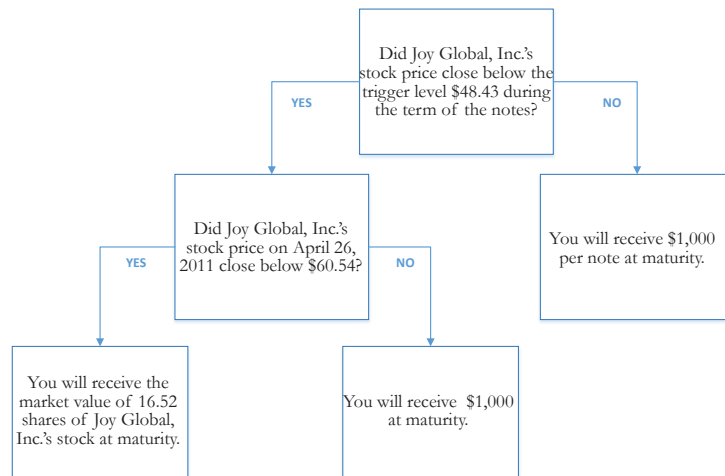 Did Joy Global, Inc.'s
stock price close below the
trigger level $48.43 during
the term of the notes?
YES
NO
Did Joy Global, Inc.'s
stock price on April 26,
2011 close below $60.54?
You will receive $1,000
per note at maturity.
YES
NO
You will receive the
market value of 16.52
shares of Joy Global,
Inc.'s stock at maturity.
You will receive $1,000
at maturity.